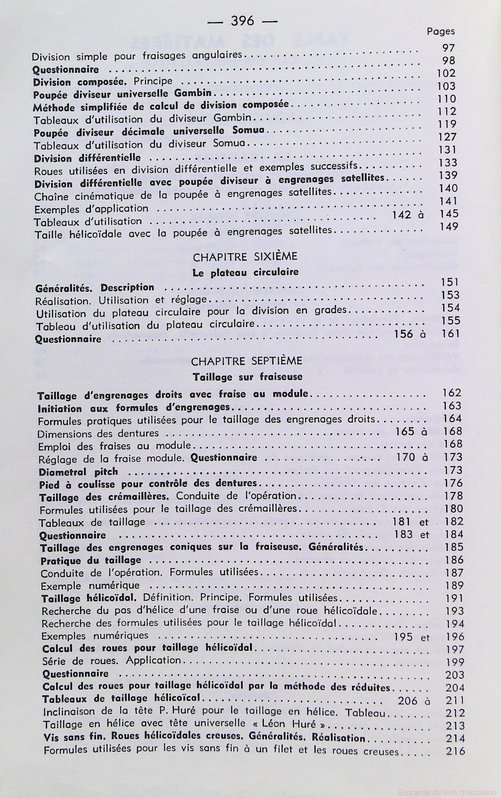 — 396 —
Pages
Division simple pour fraisages angulaires 97
Questionnaire 98
Division composée. Principe 102
Poupée diviseur universelle Gambin 103
Méthode simplifiée de calcul de division composée 110
Tableaux d'utilisation du diviseur Gambin 112
Poupée diviseur décimale universelle Somua 119
Tableaux d'utilisation du diviseur Somua 127
Division différentielle 131
Roues utilisées en division différentielle et exemples successifs 133
Division différentielle avec poupée diviseur à engrenages satellites 139
Chaîne cinématique de la poupée à engrenages satellites 140
Exemples d'application 141
Tableaux d'utilisation 142 à 145
Taille hélicoïdale avec la poupée à engrenages satellites 149
CHAPITRE SIXIÈME
Le plateau circulaire
Généralités. Description 151
Réalisation. Utilisation et réglage 153
Utilisation du plateau circulaire pour la division en grades 154
Tableau d'utilisation du plateau circulaire 155
Questionnaire 156 à 161
CHAPITRE SEPTIÈME
Taillage sur fraiseuse
Taillage d'engrenages droits avec fraise au module 162
Initiation aux formules d'engrenages 163
Formules pratiques utilisées pour le taillage des engrenages droits 164
Dimensions des dentures 165 à 168
Emploi des fraises au module 168
Réglage de la fraise module. Questionnaire 170 à 173
Diametral pitch 173
Pied à coulisse pour contrôle des dentures 176
Taillage des crémaillères. Conduite de l'opération 178
Formules utilisées pour le taillage des crémaillères 180
Tableaux de taillage 181 et 182
Questionnaire 183 et 184
Taillage des engrenages coniques sur la fraiseuse. Généralités 185
Pratique du taillage 186
Conduite de l'opération. Formules utilisées 187
Exemple numérique 189
Taillage hélicoïdal. Définition. Principe. Formules utilisées 191
Recherche du pas d'hélice d'une fraise ou d'une roue hélicoïdale 193
Recherche des formules utilisées pour le taillage hélicoïdal 194
Exemples numériques 195 et 196
Calcul des roues pour taillage hélicoïdal 197
Série de roues. Application 199
Questionnaire 203
Calcul des roues pour taillage hélicoïdal par la méthode des réduites 204
Tableaux de taillage hélicoïcal 206 à 211
Inclinaison de la tête P. Huré pour le taillage en hélice. Tableau 212
Taillage en hélice avec tête universelle « Léon Huré » 213
Vis sans fin. Roues hélicoïdales creuses. Généralités. Réalisation 214
Formules utilisées pour les vis sans fin à un filet et les roues creuses 216
Brocante du livre d'occasion